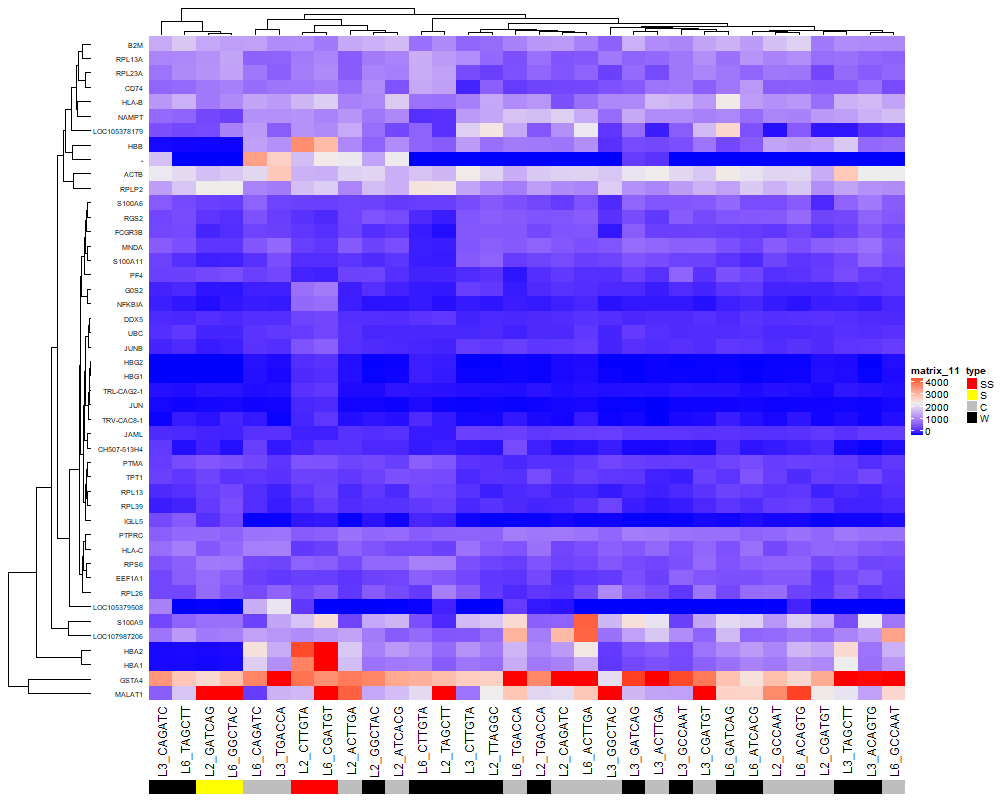 B2M
RPL13A
RPL23A
CD74
HLA-B
NAMPT
LOC105378179
HBB
-
ACTB
RPLP2
S100A6
RGS2
FCGR3B
MNDA
S100A11
PF4
G0S2
NFKBIA
DDX5
UBC
JUNB
HBG2
HBG1
TRL-CAG2-1
JUN
TRV-CAC8-1
JAML
CH507-513H4
PTMA
TPT1
RPL13
RPL39
IGLL5
PTPRC
HLA-C
RPS6
EEF1A1
RPL26
LOC105379508
S100A9
LOC107987206
HBA2
HBA1
GSTA4
MALAT1
matrix_11 type
4000 SS
3000 S
2000 C
1000 W
0
L3_CAGATC
L6_TAGCTT
L2_GATCAG
L6_GGCTAC
L6_CAGATC
L3_TGACCA
L2_CTTGTA
L6_CGATGT
L2_ACTTGA
L2_GGCTAC
L2_ATCACG
L6_CTTGTA
L2_TAGCTT
L3_CTTGTA
L2_TTAGGC
L6_TGACCA
L2_TGACCA
L2_CAGATC
L6_ACTTGA
L3_GGCTAC
L3_GATCAG
L3_ACTTGA
L3_GCCAAT
L3_CGATGT
L6_GATCAG
L6_ATCACG
L2_GCCAAT
L6_ACAGTG
L2_CGATGT
L3_TAGCTT
L3_ACAGTG
L6_GCCAAT